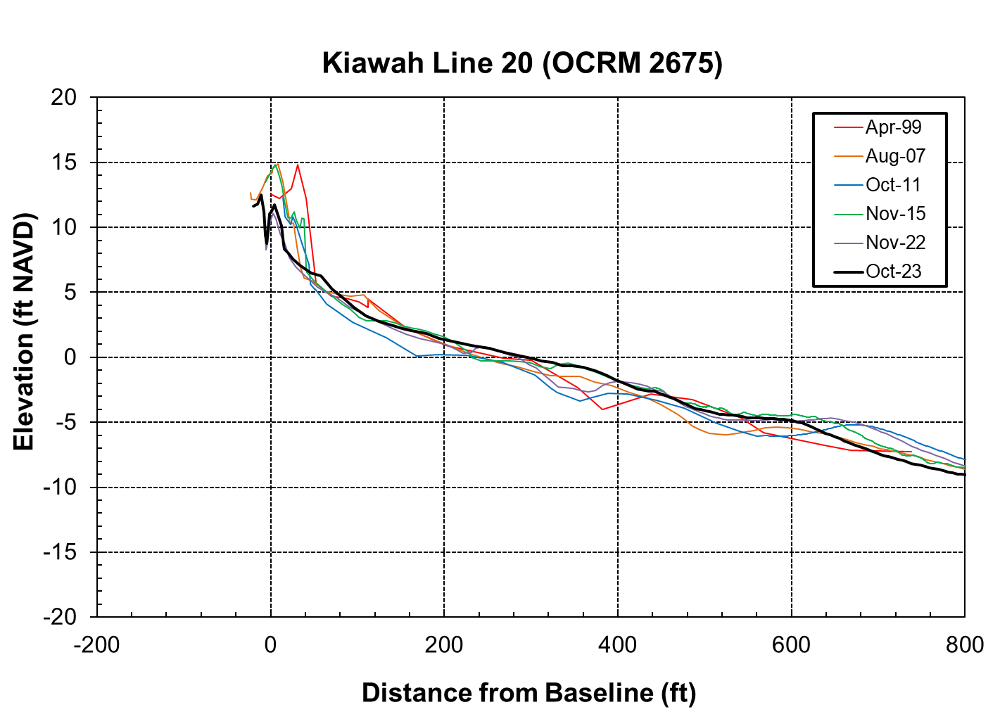 Kiawah Line 20 (OCRM 2675)
20
15
10
5
0
-5
-10
-15
-20
Elevation (ft NAVD)
Apr-99
Aug-07
Oct-11
Nov-15
Nov-22
Oct-23
-200
0
200
400
600
800
Distance from Baseline (ft)